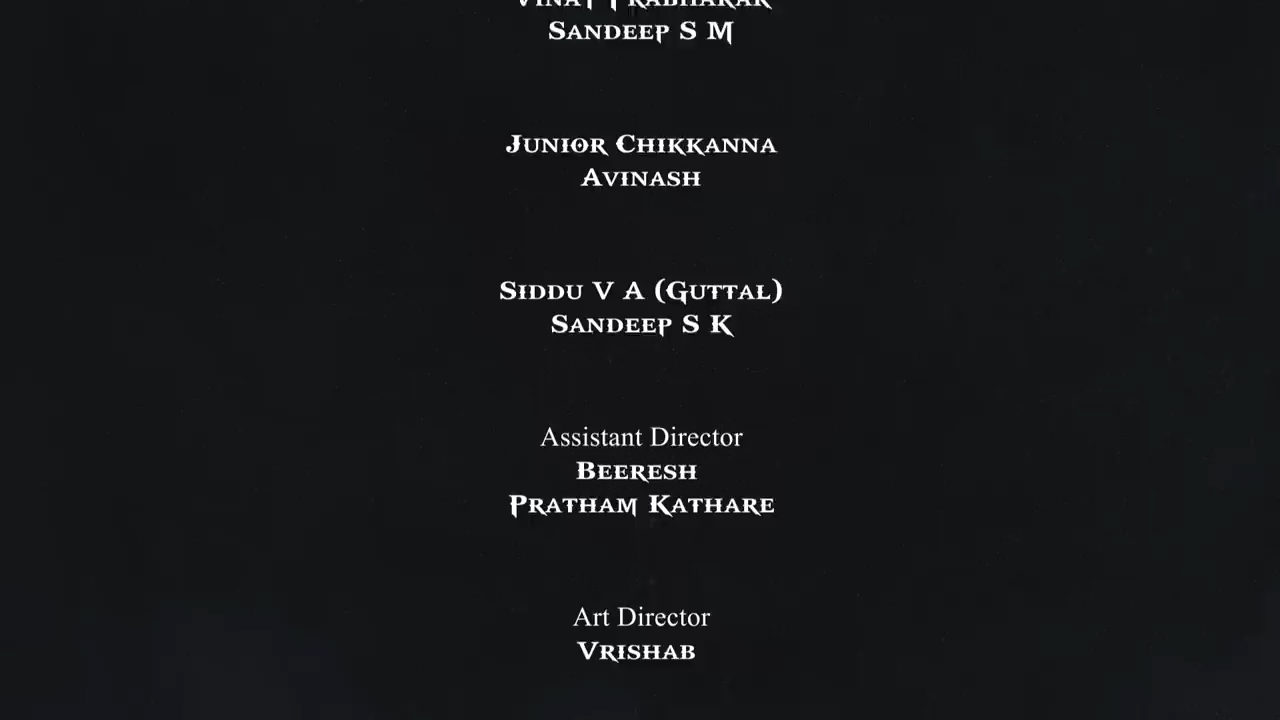 Sandeep S M
Junior Chikkanna
Avinash
Siddu V A (Guttal)
Sandeep S K
Assistant Director
Beeresh
Pratham Kathare
Art Director
Vrishab